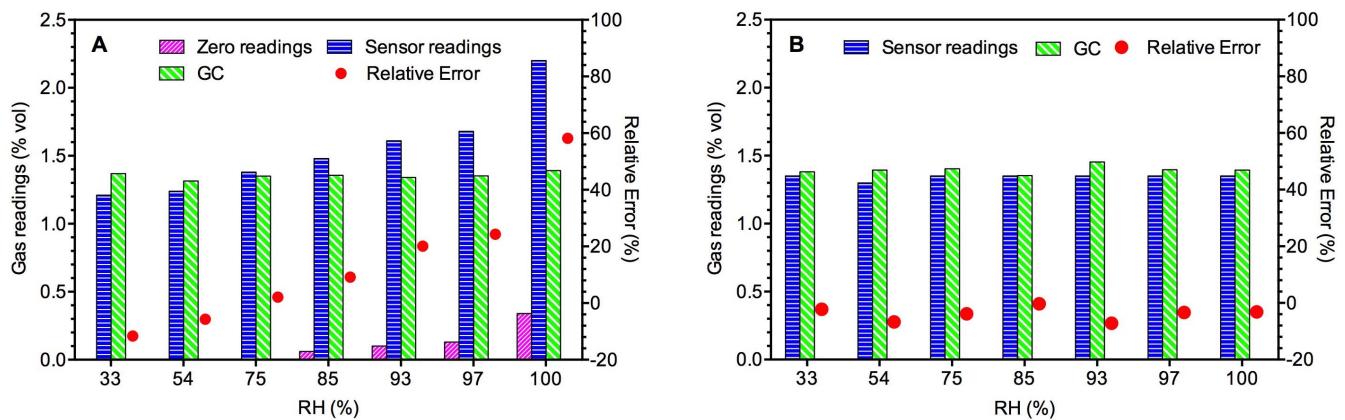 A
Zero readings
Sensor readings
GC
Relative Error
2.5
2.0
1.5
1.0
0.5
0.0
Gas readings (% vol)
100
80
60
40
20
0
-20
Relative Error (%)
33 54 75 85 93 97 100
RH (%)
B
Sensor readings
GC
Relative Error
2.5
2.0
1.5
1.0
0.5
0.0
Gas readings (% vol)
100
80
60
40
20
0
-20
Relative Error (%)
33 54 75 85 93 97 100
RH (%)